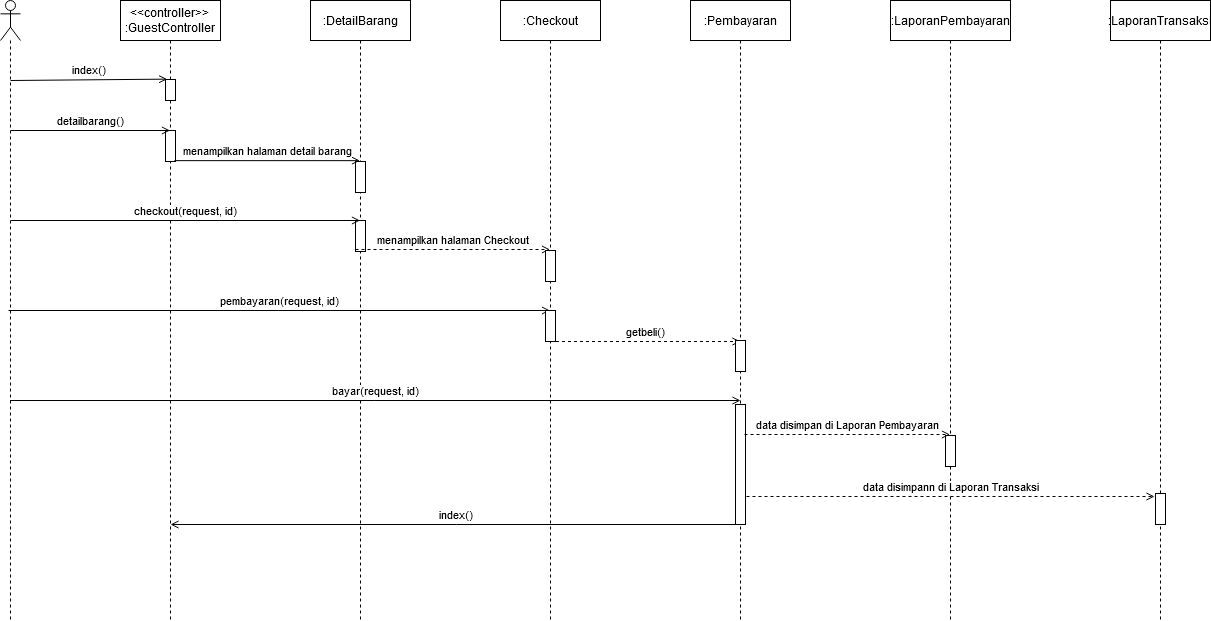 <<controller>>
:GuestController
:DetailBarang
:Checkout
:Pembayaran
:LaporanPembayaran
:LaporanTransaks
index()
detailbarang()
menampilkan halaman detail barang
checkout(request, id)
menampilkan halaman Checkout
pembayaran(request, id)
getbeli()
bayar(request, id)
data disimpan di Laporan Pembayaran
data disimpann di Laporan Transaksi
index()